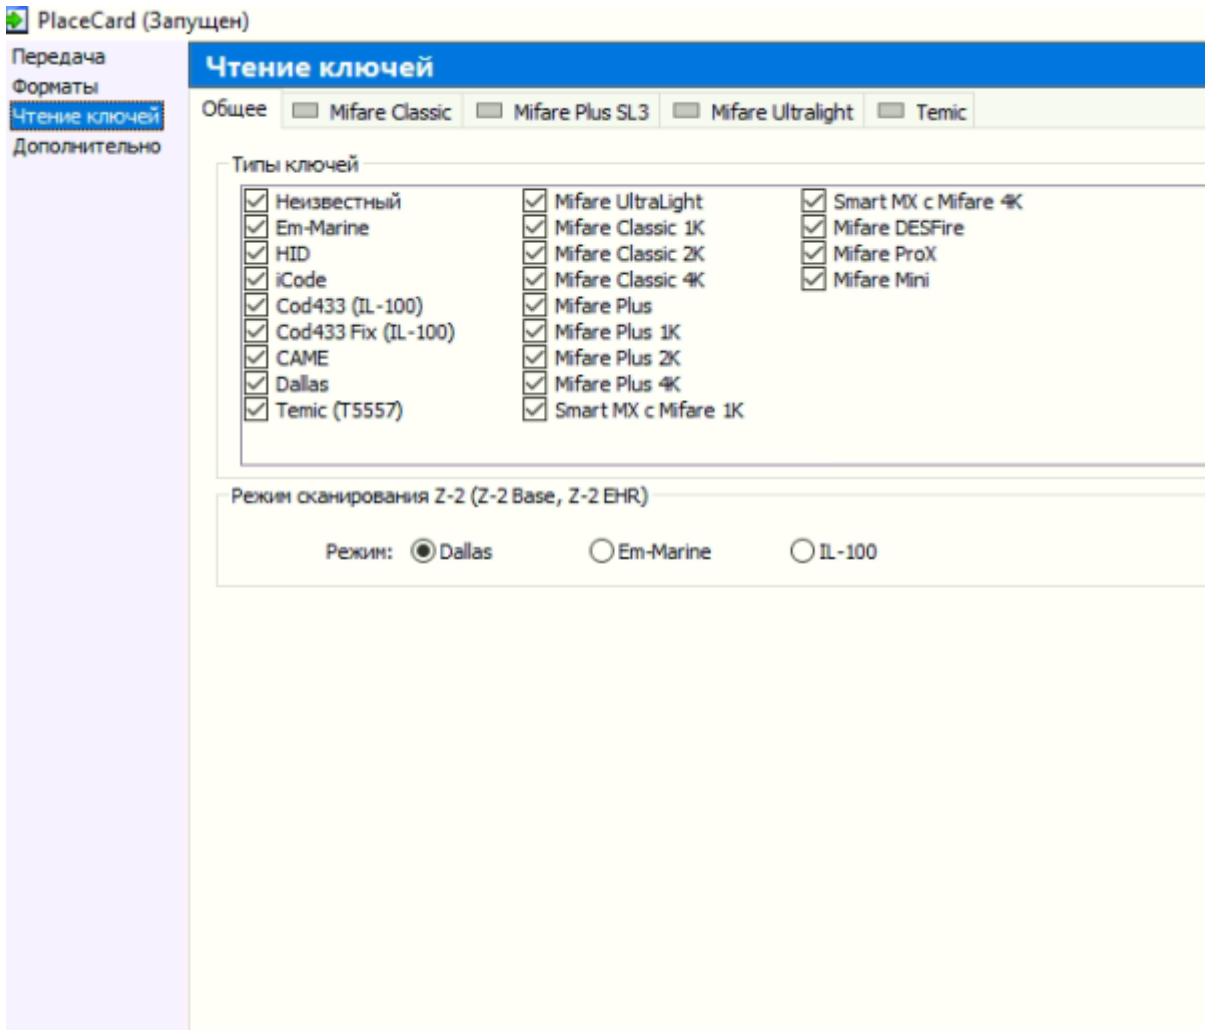 PlaceCard (Запущен)
Передача
Форматы
Чтение ключей
Дополнительно
Чтение ключей
Общее Mifare Classic Mifare Plus SL3 Mifare Ultralight Temic
Типы ключей
Неизвестный Mifare UltraLight Smart MX с Mifare 4K
Em-Marine Mifare Classic 1K Mifare DESFire
HID Mifare Classic 2K Mifare ProX
iCode Mifare Classic 4K Mifare Mini
Cod433 (IL-100) Mifare Plus
Cod433 Fix (IL-100) Mifare Plus 1K
CAME Mifare Plus 2K
Dallas Mifare Plus 4K
Temic (T5557) Smart MX с Mifare 1K
Режим сканирования Z-2 (Z-2 Base, Z-2 EHR)
Режим: Dallas Em-Marine IL-100